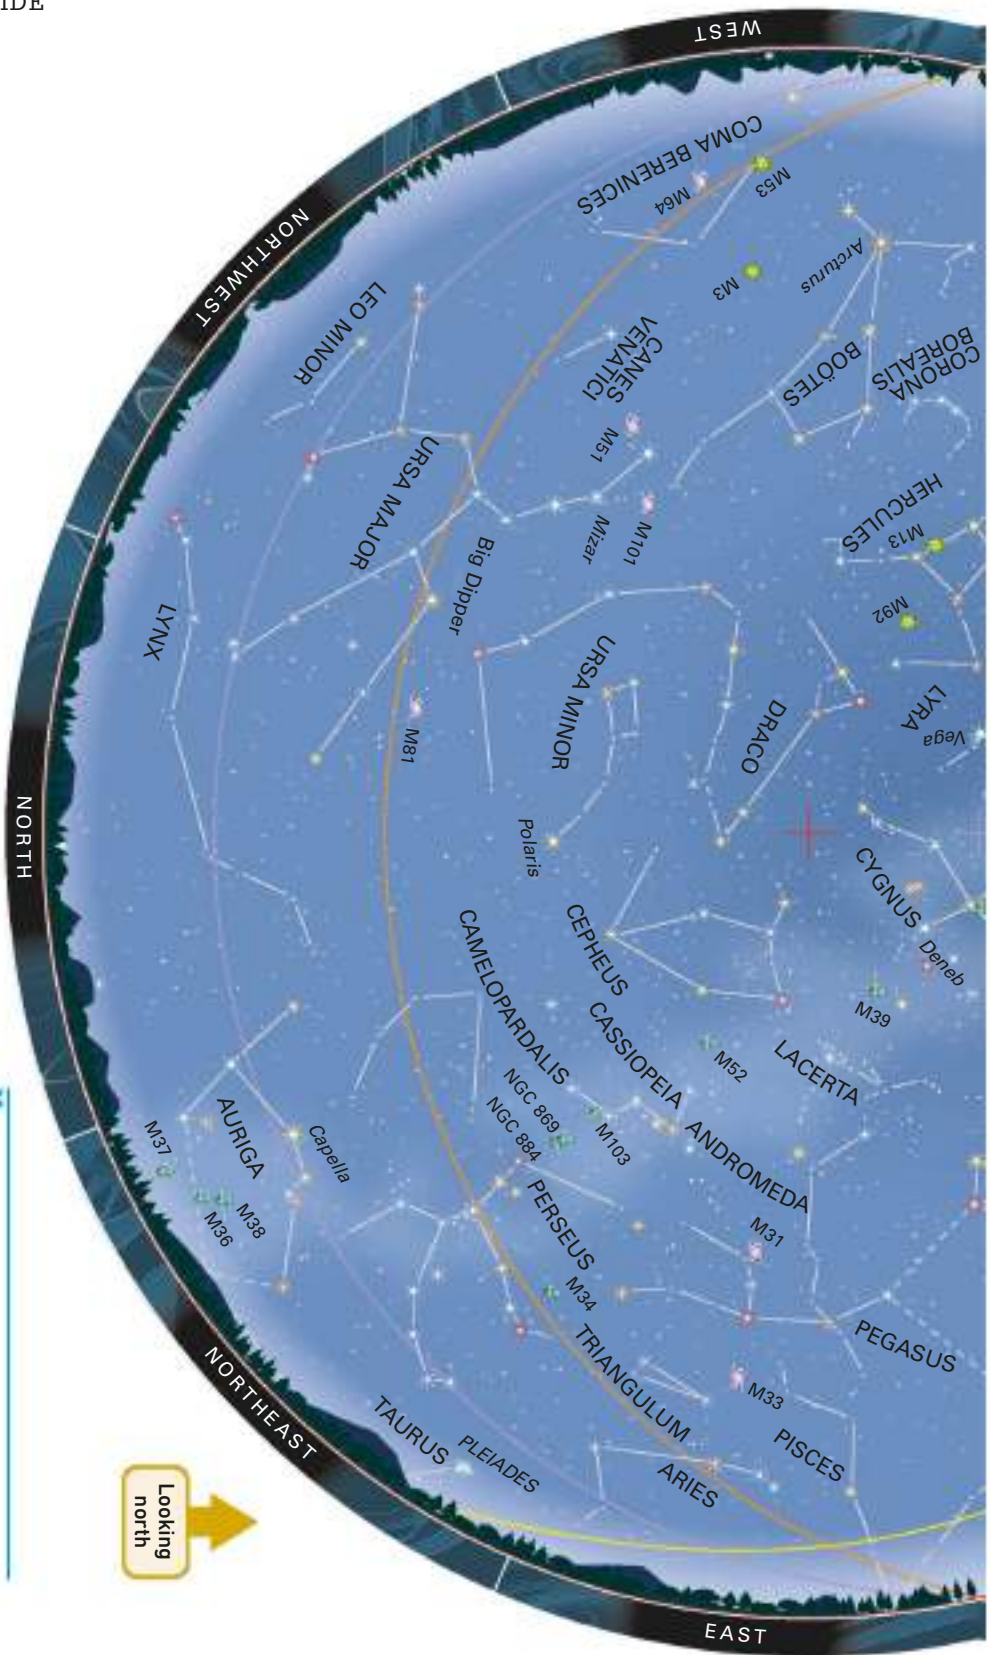 IDE
WEST
COMA BERENICES
M53
M64
M3
Arcturus
NORTHWEST
LEO MINOR
CANES
VENATICI
BOÖTES
CORONA
BOREALIS
M51
URSA MAJOR
HERCULES
M13
Mizar
M101
Big Dipper
M92
LYNX
URSA MINOR
LYRA
Vega
DRACO
M81
NORTH
Polaris
CYGNUS
Deneb
CEPHEUS
CAMELOPARDALIS
M39
CASSIOPEIA
LACERTA
M52
NGC 869
NGC 884
M103
ANDROMEDA
AURIGA
Capella
M37
M36
M38
PERSEUS
M31
M34
PEGASUS
TRIANGULUM
M33
NORTHEAST
TAURUS
PLEIADES
PISCES
ARIES
Looking
north
EAST